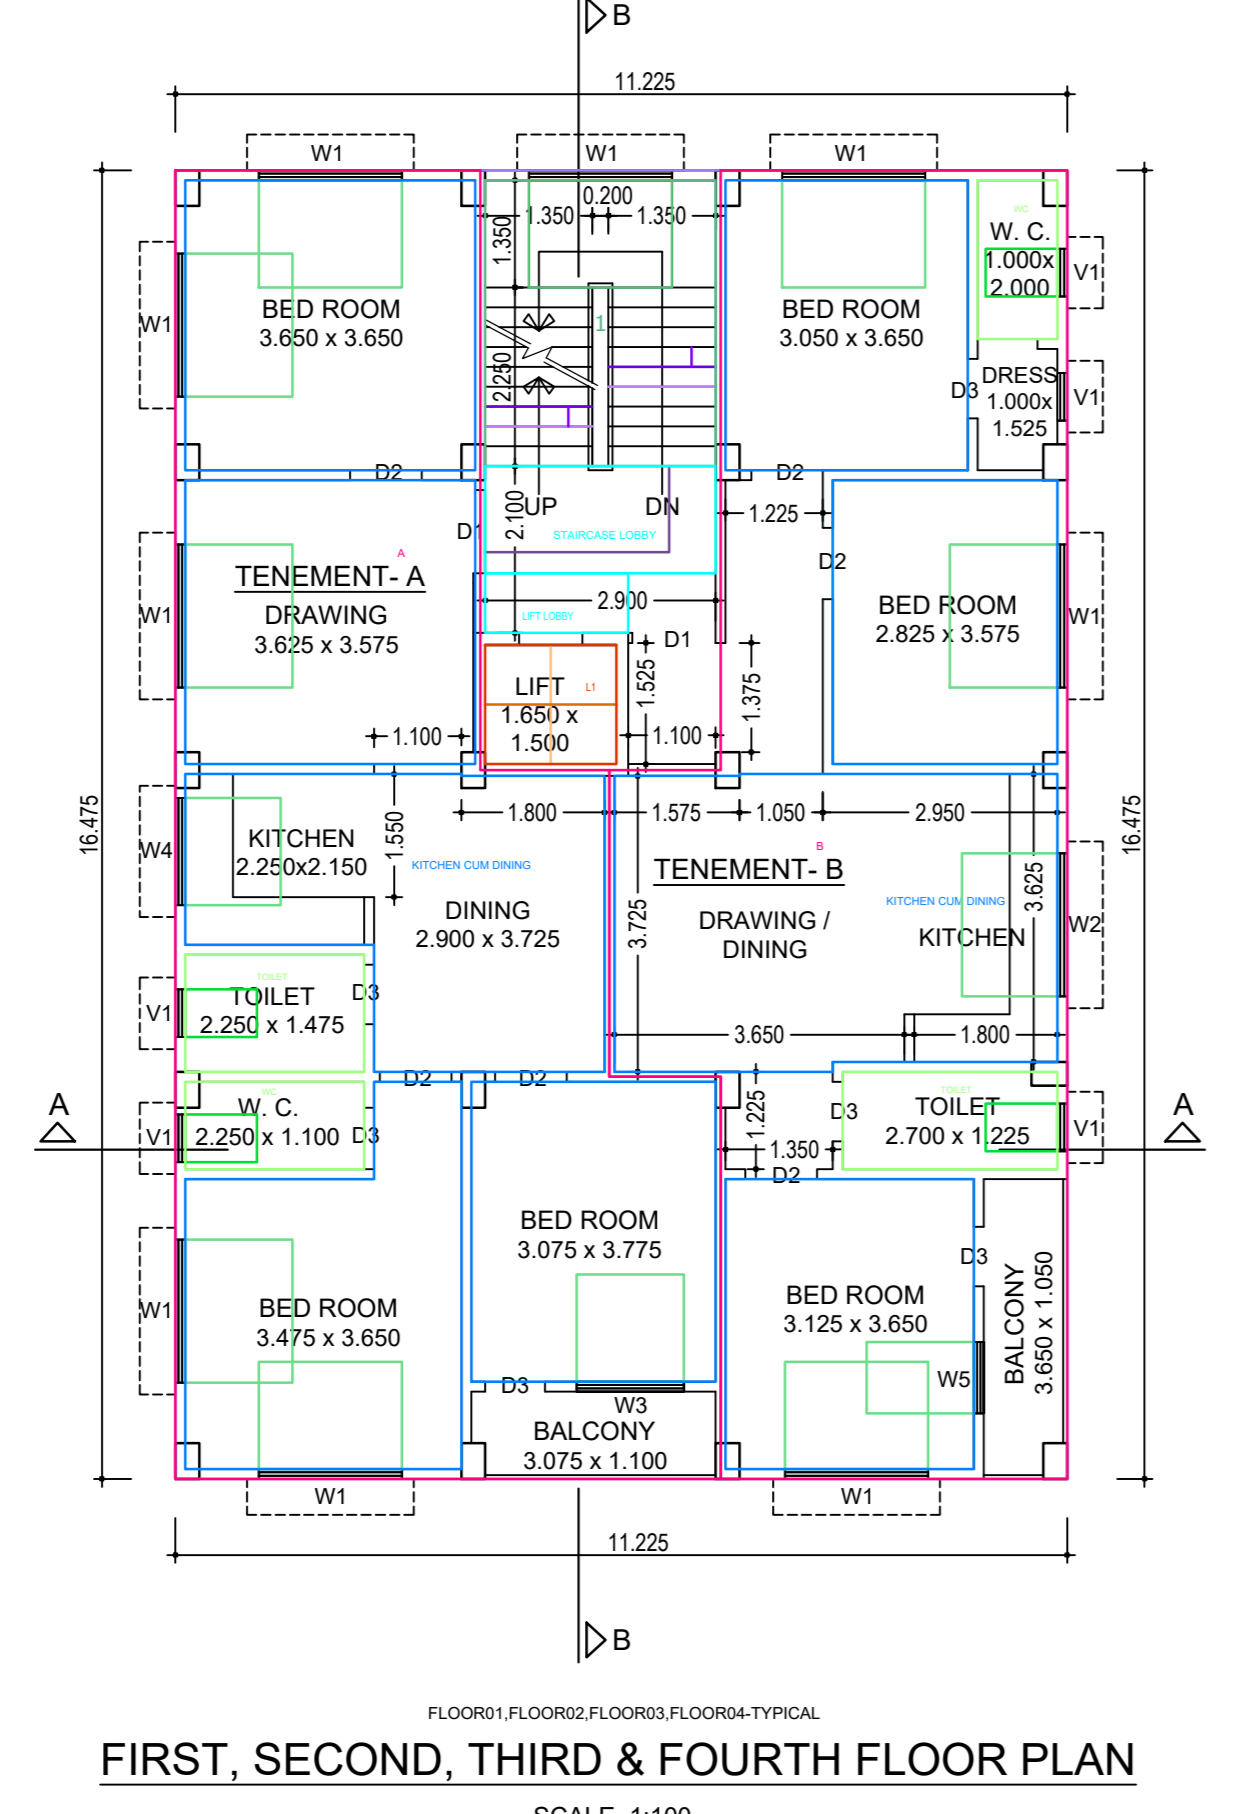 B
11.225
W1
W1
W1
0.200
1.350
1.350
1.350
WC
W. C.
1.000x
2.000
V1
BED ROOM
3.650 x 3.650
W1
1
2.250
BED ROOM
3.050 x 3.650
D3
DRESS
1.000x
1.525
V1
D2
D2
UP
DN
2.100
1.225
D1
STAIRCASE LOBBY
A
TENEMENT- A
DRAWING
3.625 x 3.575
W1
D2
BED ROOM
2.825 x 3.575
W1
2.900
LIFT LOBBY
D1
1.525
1.375
LIFT
L1
1.650 x
1.500
1.100
1.100
16.475
16.475
1.800
1.575
1.050
2.950
W4
KITCHEN
2.250x2.150
1.550
KITCHEN CUM DINING
B
TENEMENT- B
3.625
KITCHEN CUM DINING
DINING
2.900 x 3.725
3.725
DRAWING /
DINING
KITCHEN
W2
TOILET
TOILET
2.250 x 1.475
D3
V1
3.650
1.800
D2
D2
WC
W. C.
2.250 x 1.100
D3
V1
A
A
1.225
1.350
D3
TOILET
TOILET
2.700 x 1.225
V1
D2
BED ROOM
3.075 x 3.775
D3
BED ROOM
3.475 x 3.650
W1
BED ROOM
3.125 x 3.650
BALCONY
3.650 x 1.050
W5
D3
W3
BALCONY
3.075 x 1.100
W1
W1
11.225
B
FLOOR01,FLOOR02,FLOOR03,FLOOR04-TYPICAL
FIRST, SECOND, THIRD & FOURTH FLOOR PLAN
SCALE 1:100